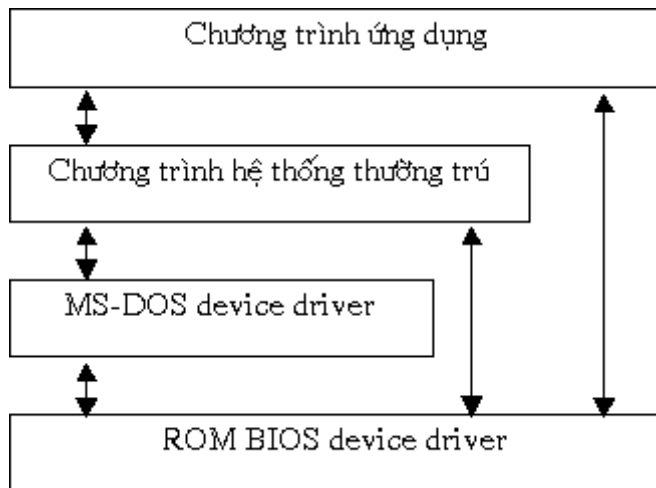 Chương trình ứng dụng
Chương trình hệ thống thường trú
MS-DOS device driver
ROM BIOS device driver